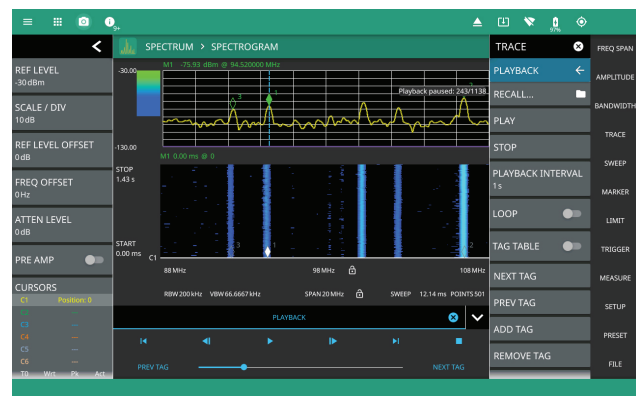 9+
97%
SPECTRUM > SPECTROGRAM
TRACE
FREQ SPAN
REF LEVEL
-30 dBm
SCALE / DIV
10 dB
REF LEVEL OFFSET
0 dB
FREQ OFFSET
0 Hz
ATTEN LEVEL
0 dB
PRE AMP
CURSORS
C1 Position: 0
C2 --
C3 --
C4 --
C5 --
C6 --
T0 Wrt Pk Act
M1 -75.93 dBm @ 94.520000 MHz
-30.00
Playback paused: 243/1138
3
1
2
-130.00
M1 0.00 ms @ 0
STOP
1.43 s
START
0.00 ms
C1
3
1
2
88 MHz
98 MHz
108 MHz
RBW 200 kHz VBW 66.6667 kHz
SPAN 20 MHz
SWEEP 12.14 ms POINTS 501
PLAYBACK
PREV TAG
NEXT TAG
PLAYBACK
RECALL...
PLAY
STOP
PLAYBACK INTERVAL
1 s
LOOP
TAG TABLE
NEXT TAG
PREV TAG
ADD TAG
REMOVE TAG
AMPLITUDE
BANDWIDTH
TRACE
SWEEP
MARKER
LIMIT
TRIGGER
MEASURE
SETUP
PRESET
FILE